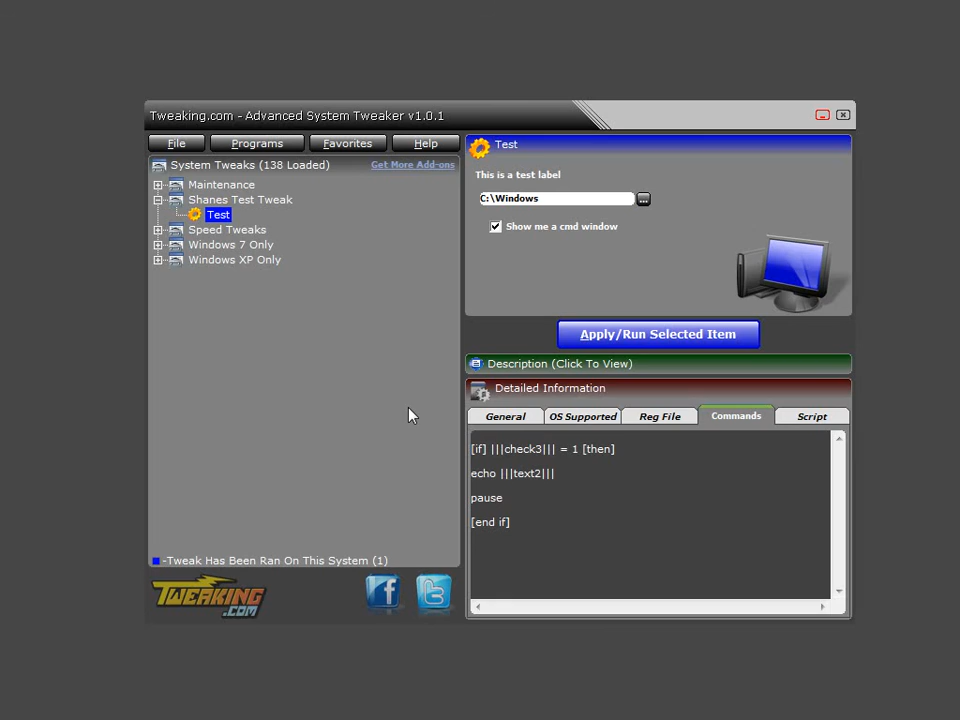 Tweaking.com - Advanced System Tweaker v1.0.1
File Programs Favorites Help
System Tweaks (138 Loaded) Get More Add-ons
Maintenance
Shanes Test Tweak
Test
Speed Tweaks
Windows 7 Only
Windows XP Only
-Tweak Has Been Ran On This System (1)
TWEAKING
.COM
Test
This is a test label
C:\Windows ...
Show me a cmd window
Apply/Run Selected Item
Description (Click To View)
Detailed Information
General OS Supported Reg File Commands Script
[if] |||check3||| = 1 [then]
echo |||text2|||
pause
[end if]